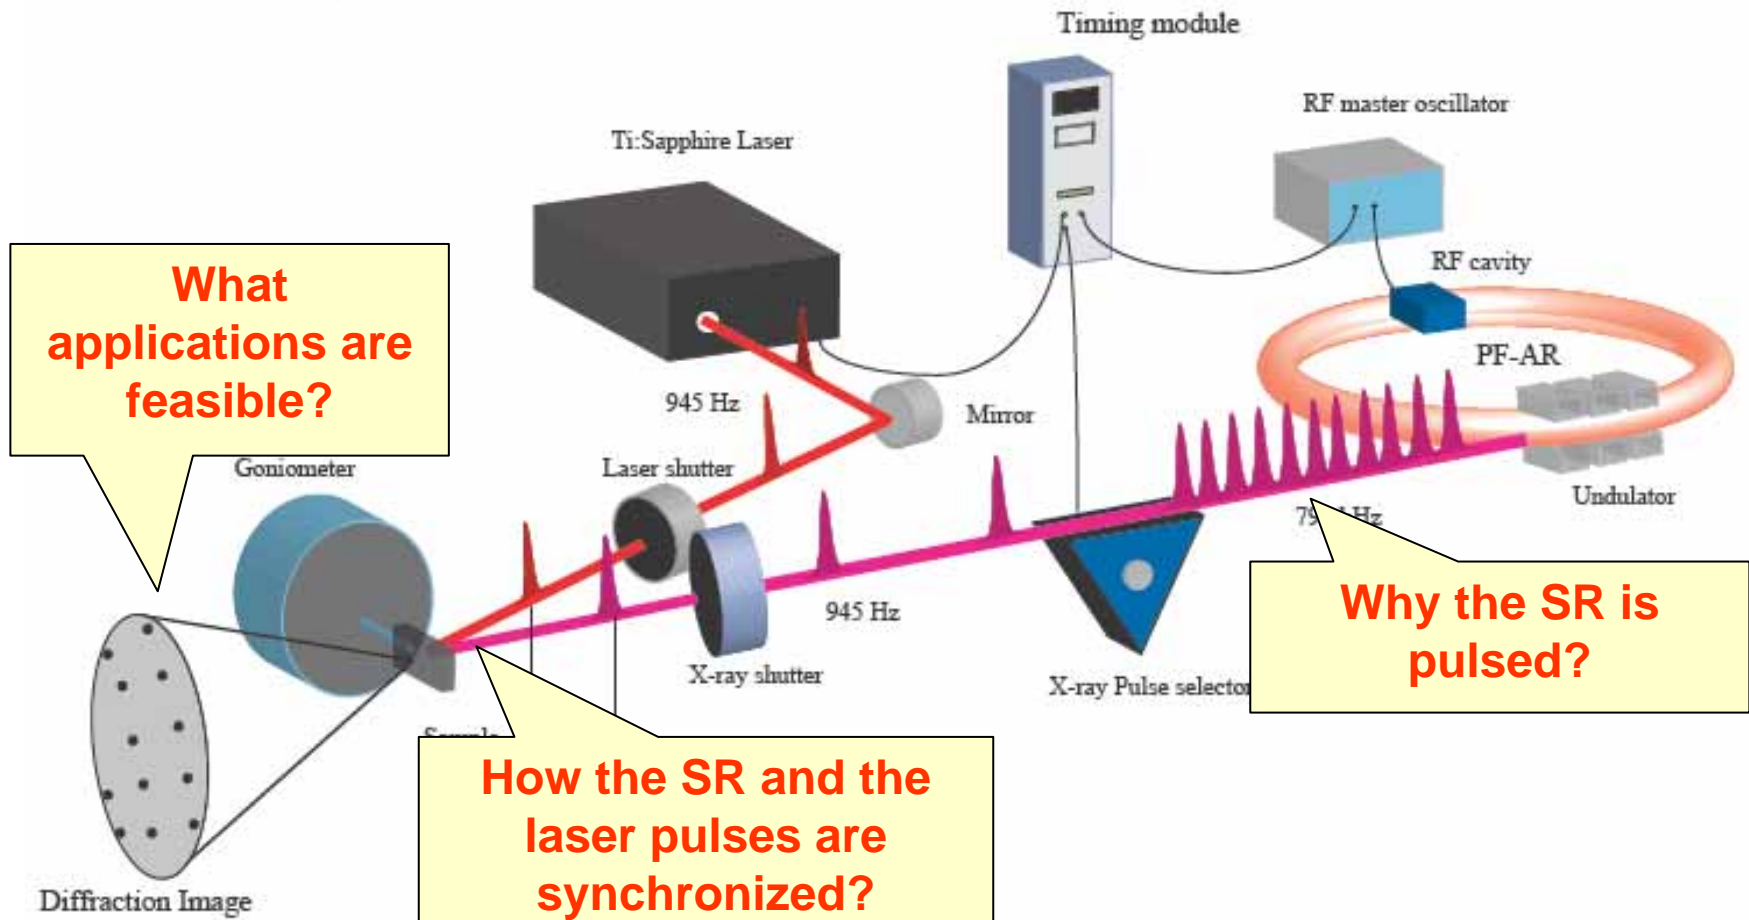 Timing module
RF master oscillator
Ti:Sapphire Laser
RF cavity
What
applications are
feasible?
PF-AR
945 Hz
Mirror
Goniometer
Laser shutter
Undulator
Hz
945 Hz
Why the SR is
pulsed?
X-ray shutter
X-ray Pulse selector
How the SR and the
laser pulses are
synchronized?
Diffraction Image